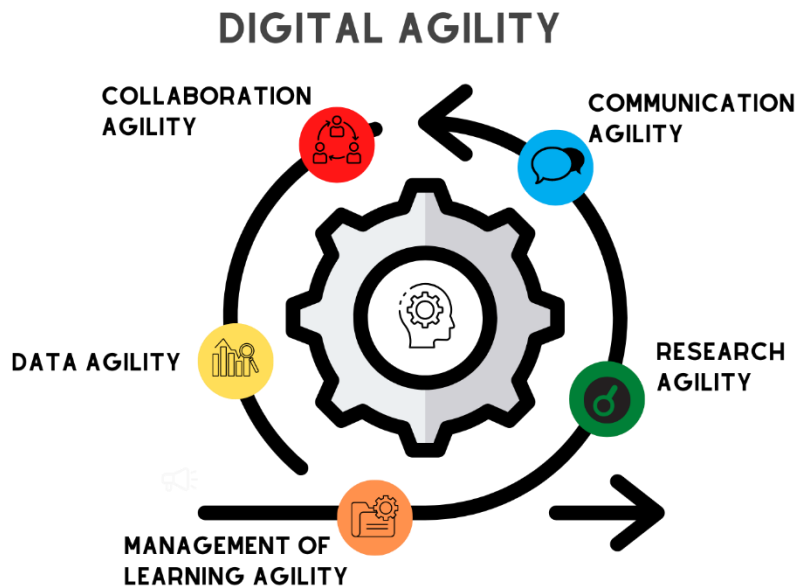 DIGITAL AGILITY
COLLABORATION
AGILITY
COMMUNICATION
AGILITY
DATA AGILITY
RESEARCH
AGILITY
MANAGEMENT OF
LEARNING AGILITY